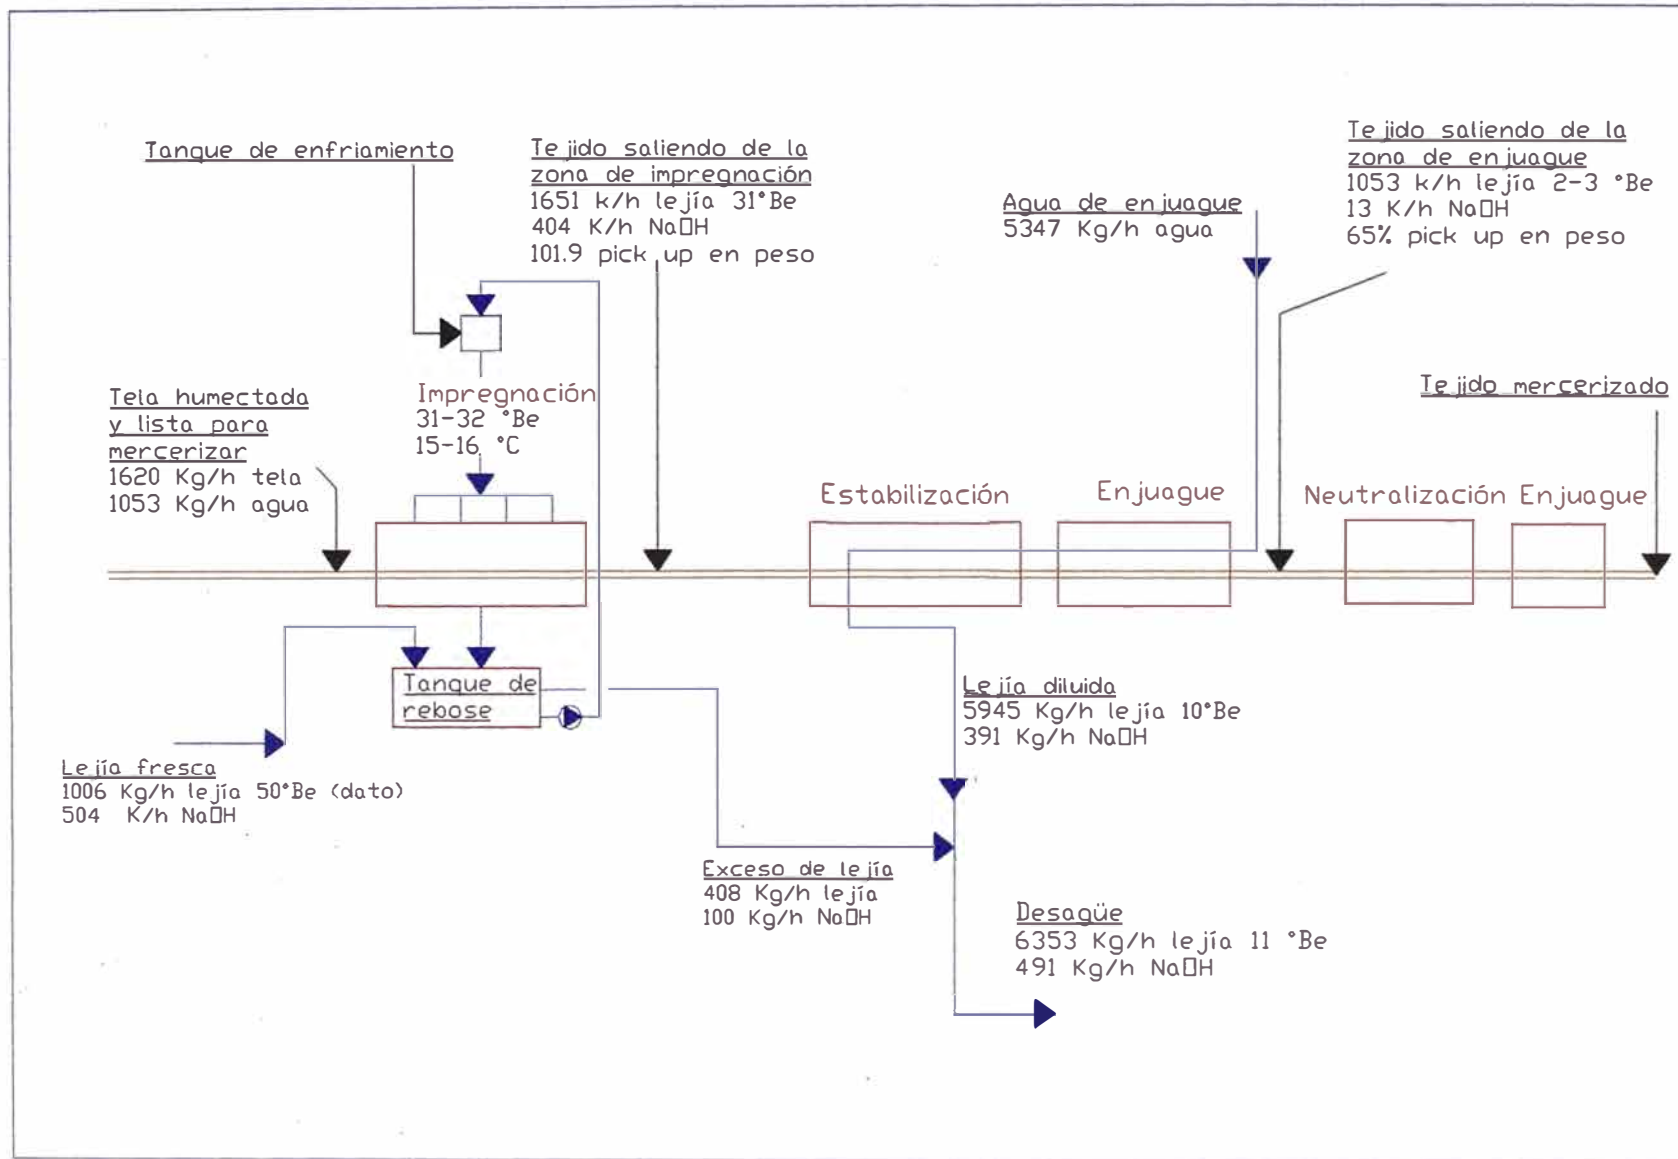 Tanque de enfriamiento
Tejido saliendo de la
zona de impregnación
1651 k/h lejía 31°Be
404 K/h NaOH
101.9 pick up en peso
Agua de enjuague
5347 Kg/h agua
Tejido saliendo de la
zona de enjuague
1053 k/h lejía 2-3 °Be
13 K/h NaOH
65% pick up en peso
Tela humectada
y lista para
mercerizar
1620 Kg/h tela
1053 Kg/h agua
Impregnación
31-32 °Be
15-16 °C
Tejido mercerizado
Estabilización
Enjuague
Neutralización
Enjuague
Tanque de
rebose
Lejía fresca
1006 Kg/h lejía 50°Be (dato)
504 K/h NaOH
Lejía diluida
5945 Kg/h lejía 10°Be
391 Kg/h NaOH
Exceso de lejía
408 Kg/h lejía
100 Kg/h NaOH
Desagüe
6353 Kg/h lejía 11 °Be
491 Kg/h NaOH